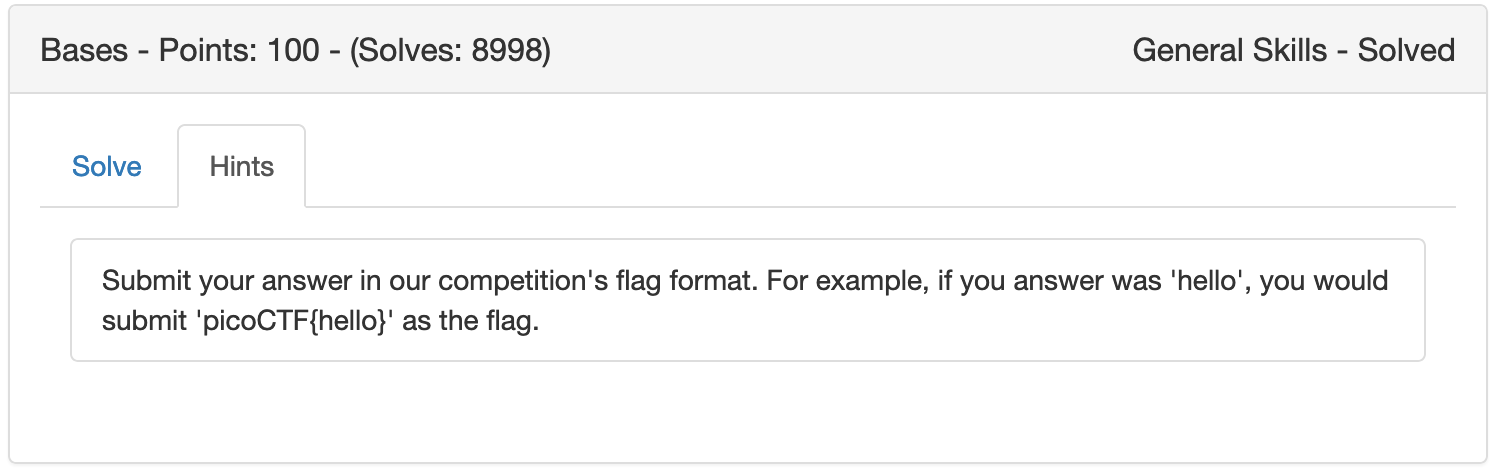 Bases - Points: 100 - (Solves: 8998)
General Skills - Solved
Solve
Hints
Submit your answer in our competition's flag format. For example, if you answer was 'hello', you would
submit 'picoCTF{hello}' as the flag.